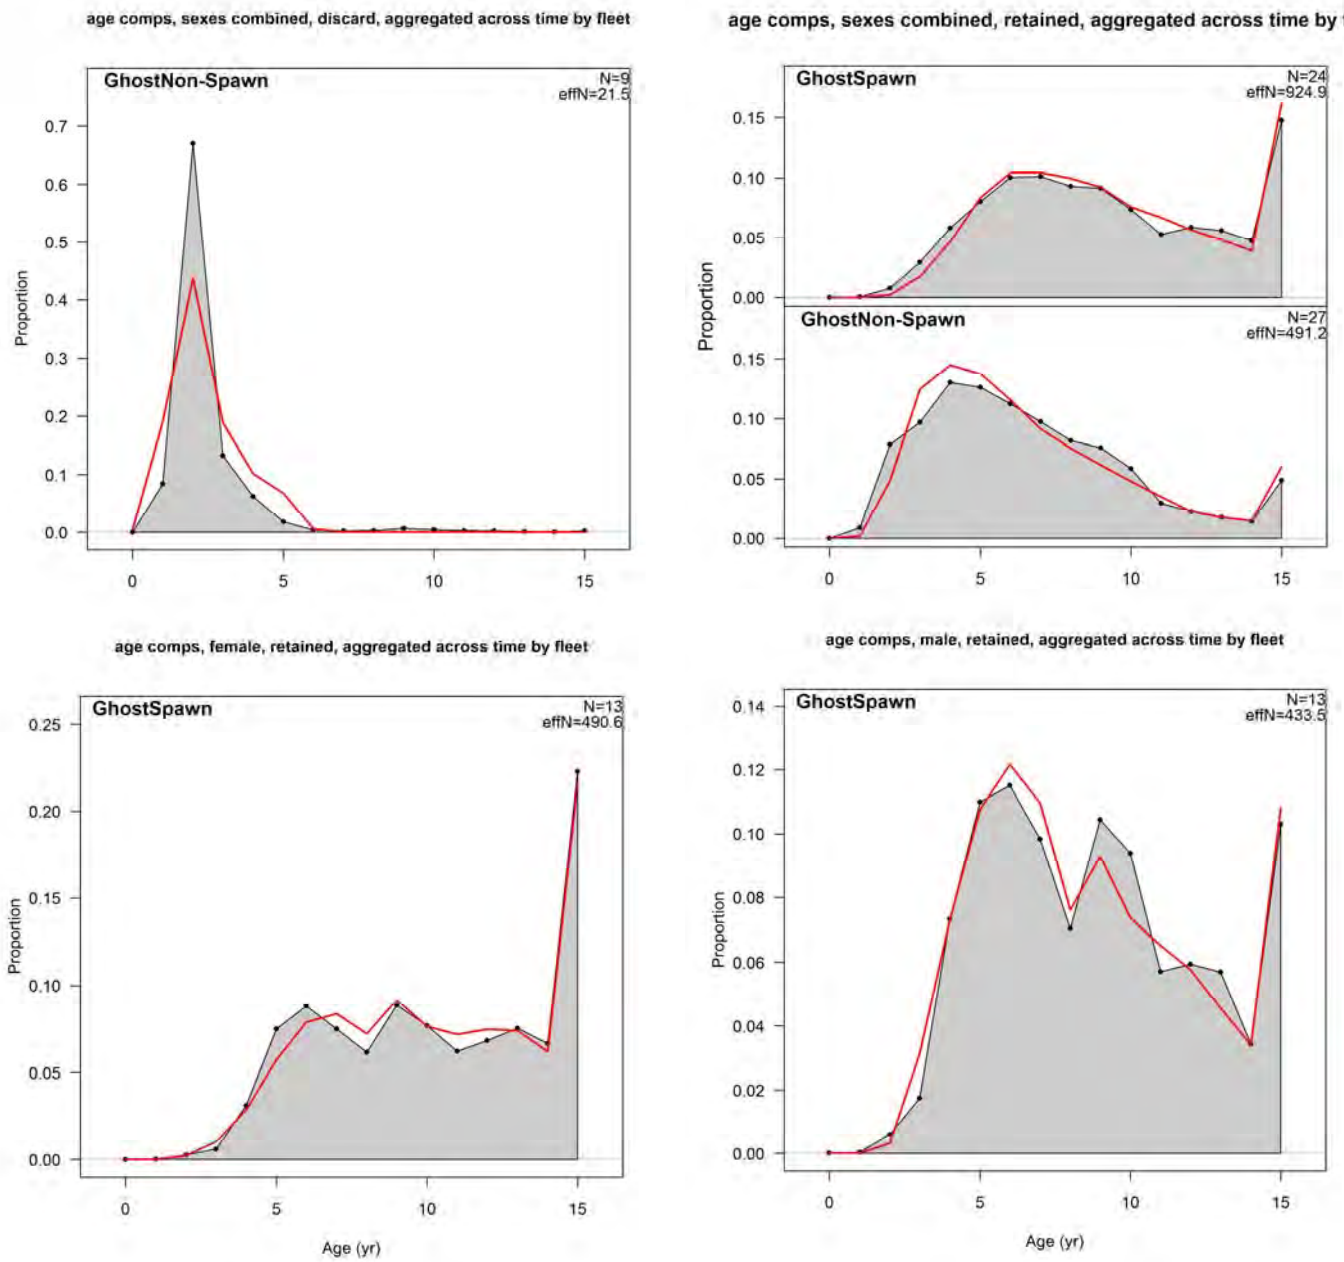 age comps, sexes combined, discard, aggregated across time by fleet
GhostNon-Spawn
N=9
effN=21.5
Proportion
0.7
0.6
0.5
0.4
0.3
0.2
0.1
0.0
0 5 10 15
age comps, sexes combined, retained, aggregated across time by
GhostSpawn
N=24
effN=924.9
0.15
0.10
0.05
0.00
Proportion
GhostNon-Spawn
N=27
effN=491.2
0.15
0.10
0.05
0.00
0 5 10 15
age comps, female, retained, aggregated across time by fleet
GhostSpawn
N=13
effN=490.6
Proportion
0.25
0.20
0.15
0.10
0.05
0.00
0 5 10 15
Age (yr)
age comps, male, retained, aggregated across time by fleet
GhostSpawn
N=13
effN=433.5
Proportion
0.14
0.12
0.10
0.08
0.06
0.04
0.02
0.00
0 5 10 15
Age (yr)